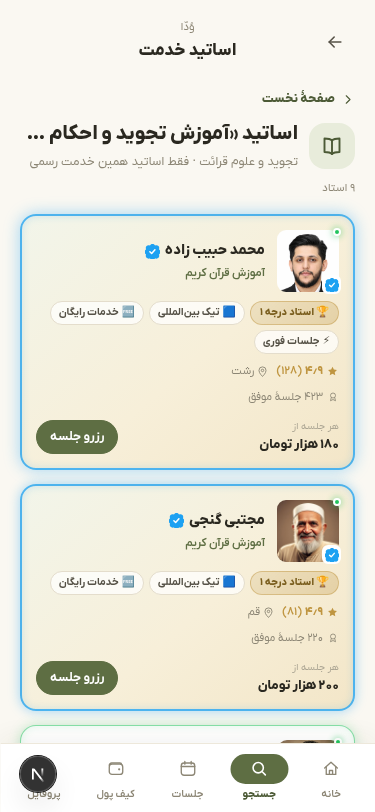 وُدّا
اساتید خدمت
صفحهٔ نخست
اساتید «آموزش تجوید و احکام ...
تجوید و علوم قرائت · فقط اساتید همین خدمت رسمی
۹ استاد
محمد حبیب زاده
آموزش قرآن کریم
🏆 استاد درجه ۱
🟦 تیک بین‌المللی
🆓 خدمات رایگان
⚡ جلسات فوری
۴٫۹ (۱۲۸) رشت
۴۲۳ جلسهٔ موفق
هر جلسه از
۱۸۰ هزار تومان
رزرو جلسه
مجتبی گنجی
آموزش قرآن کریم
🏆 استاد درجه ۱
🟦 تیک بین‌المللی
🆓 خدمات رایگان
۴٫۹ (۸۱) قم
۲۲۰ جلسهٔ موفق
هر جلسه از
۲۰۰ هزار تومان
رزرو جلسه
خانه
جستجو
جلسات
کیف پول
پروفایل
N